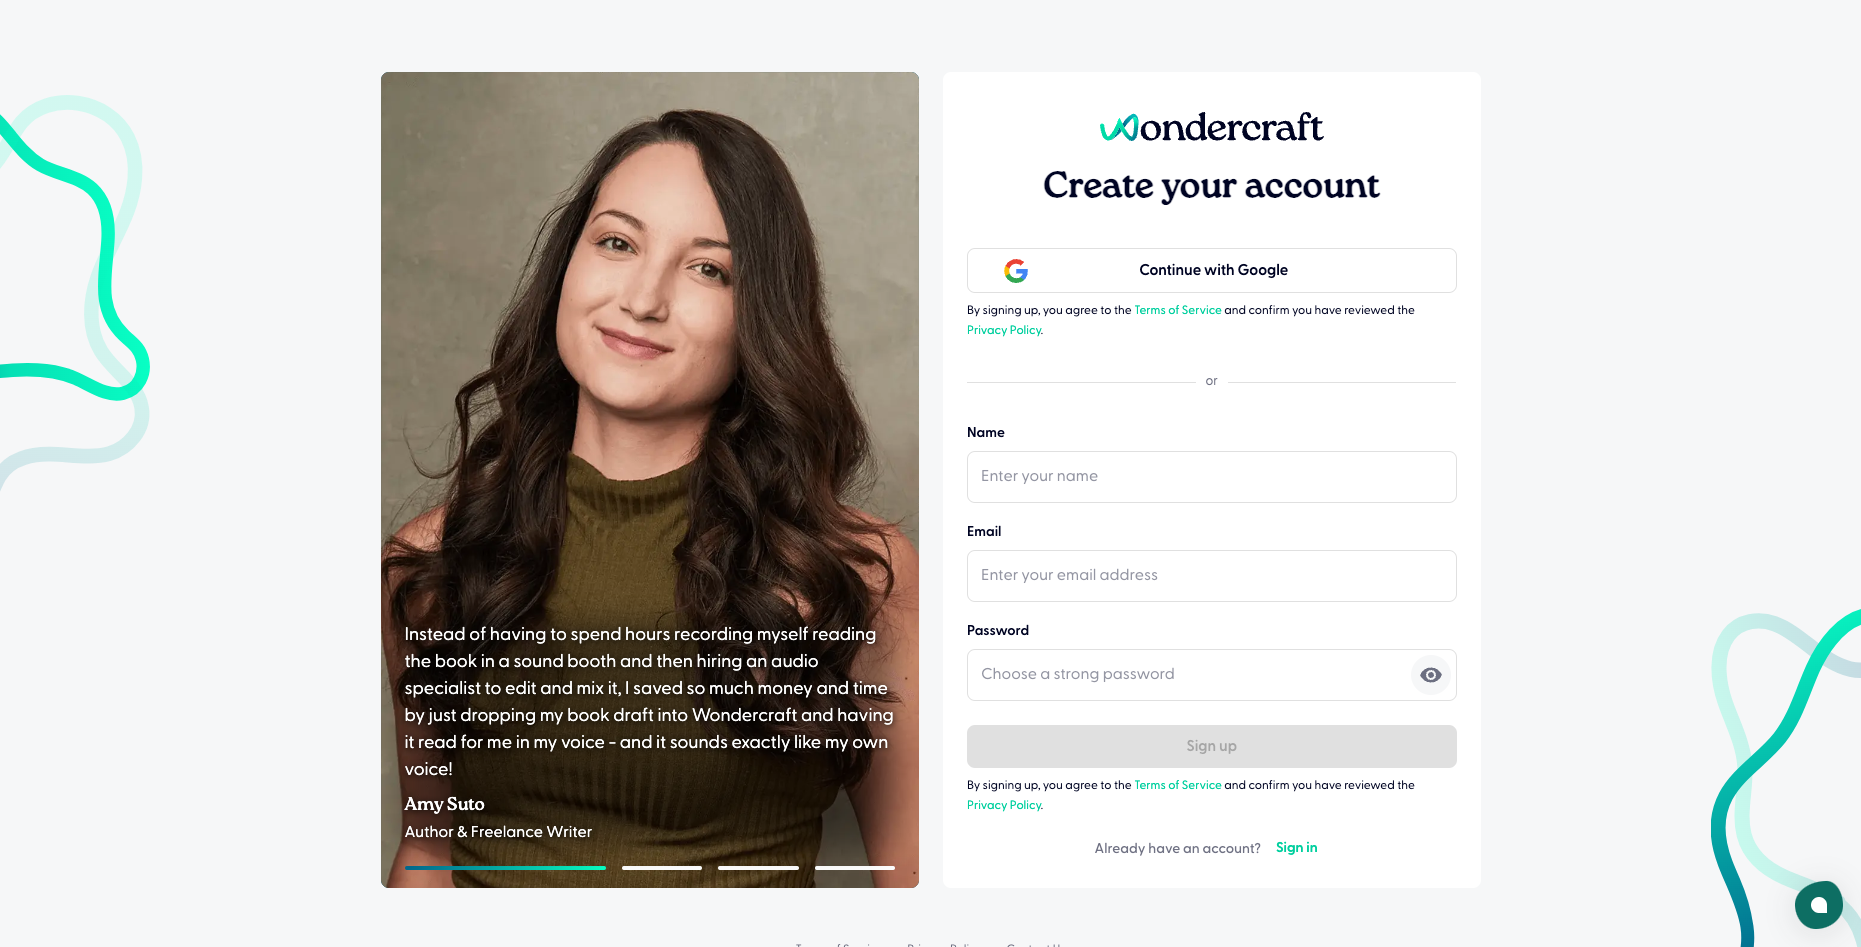 Instead of having to spend hours recording myself reading
the book in a sound booth and then hiring an audio
specialist to edit and mix it, I saved so much money and time
by just dropping my book draft into Wondercraft and having
it read for me in my voice - and it sounds exactly like my own
voice!
Amy Suto
Author & Freelance Writer
wondercraft
Create your account
Continue with Google
By signing up, you agree to the Terms of Service and confirm you have reviewed the
Privacy Policy.
or
Name
Enter your name
Email
Enter your email address
Password
Choose a strong password
Sign up
By signing up, you agree to the Terms of Service and confirm you have reviewed the
Privacy Policy.
Already have an account? Sign in